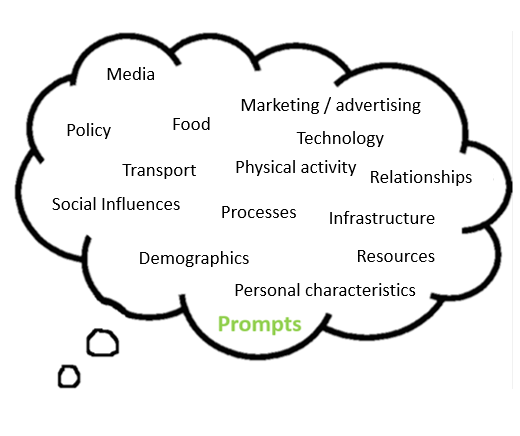 Media
Marketing / advertising
Policy
Food
Technology
Transport
Physical activity
Relationships
Social Influences
Processes
Infrastructure
Demographics
Resources
Personal characteristics
Prompts